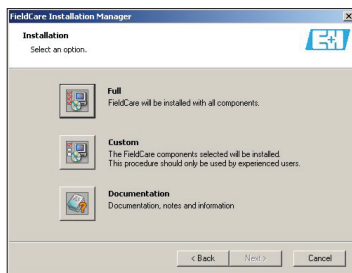 FieldCare Installation Manager
Installation
Select an option.
E+H
Full
FieldCare will be installed with all components.
Custom
The FieldCare components selected will be installed.
This procedure should only be used by experienced users.
Documentation
Documentation, notes and information
< Back
Next >
Cancel